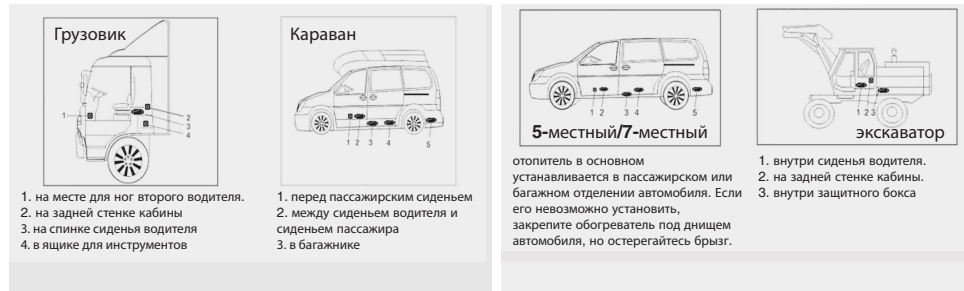 Грузовик
1
2
3
4
1. на месте для ног второго водителя.
2. на задней стенке кабины
3. на спинке сиденья водителя
4. в ящике для инструментов
Караван
1 2 3 4 5
1. перед пассажирским сиденьем
2. между сиденьем водителя и
сиденьем пассажира
3. в багажнике
1 2 3 4 5
5-местный/7-местный
отопитель в основном
устанавливается в пассажирском или
багажном отделении автомобиля. Если
его невозможно установить,
закрепите обогреватель под днищем
автомобиля, но остерегайтесь брызг.
1 2 3
экскаватор
1. внутри сиденья водителя.
2. на задней стенке кабины.
3. внутри защитного бокса